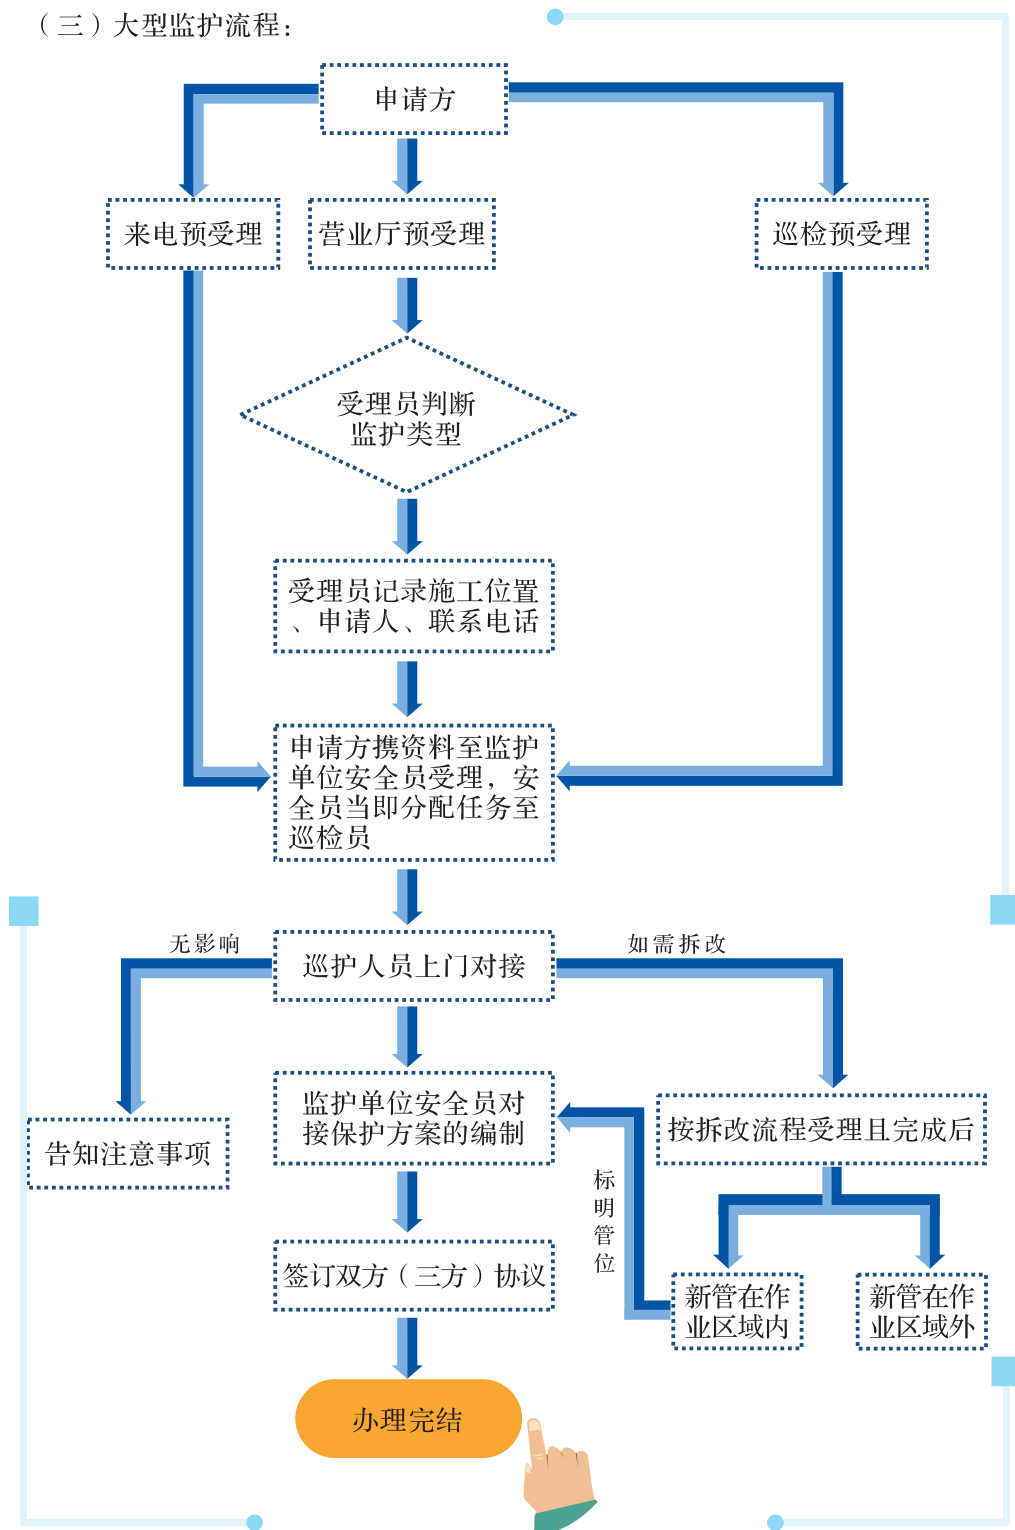 （三）大型监护流程：
申请方
来电预受理
营业厅预受理
巡检预受理
受理员判断
监护类型
受理员记录施工位置
、申请人、联系电话
申请方携资料至监护
单位安全员受理，安
全员当即分配任务至
巡检员
无影响
巡护人员上门对接
如需拆改
告知注意事项
监护单位安全员对
接保护方案的编制
按拆改流程受理且完成后
标
明
管
位
签订双方（三方）协议
新管在作
业区域内
新管在作
业区域外
办理完结